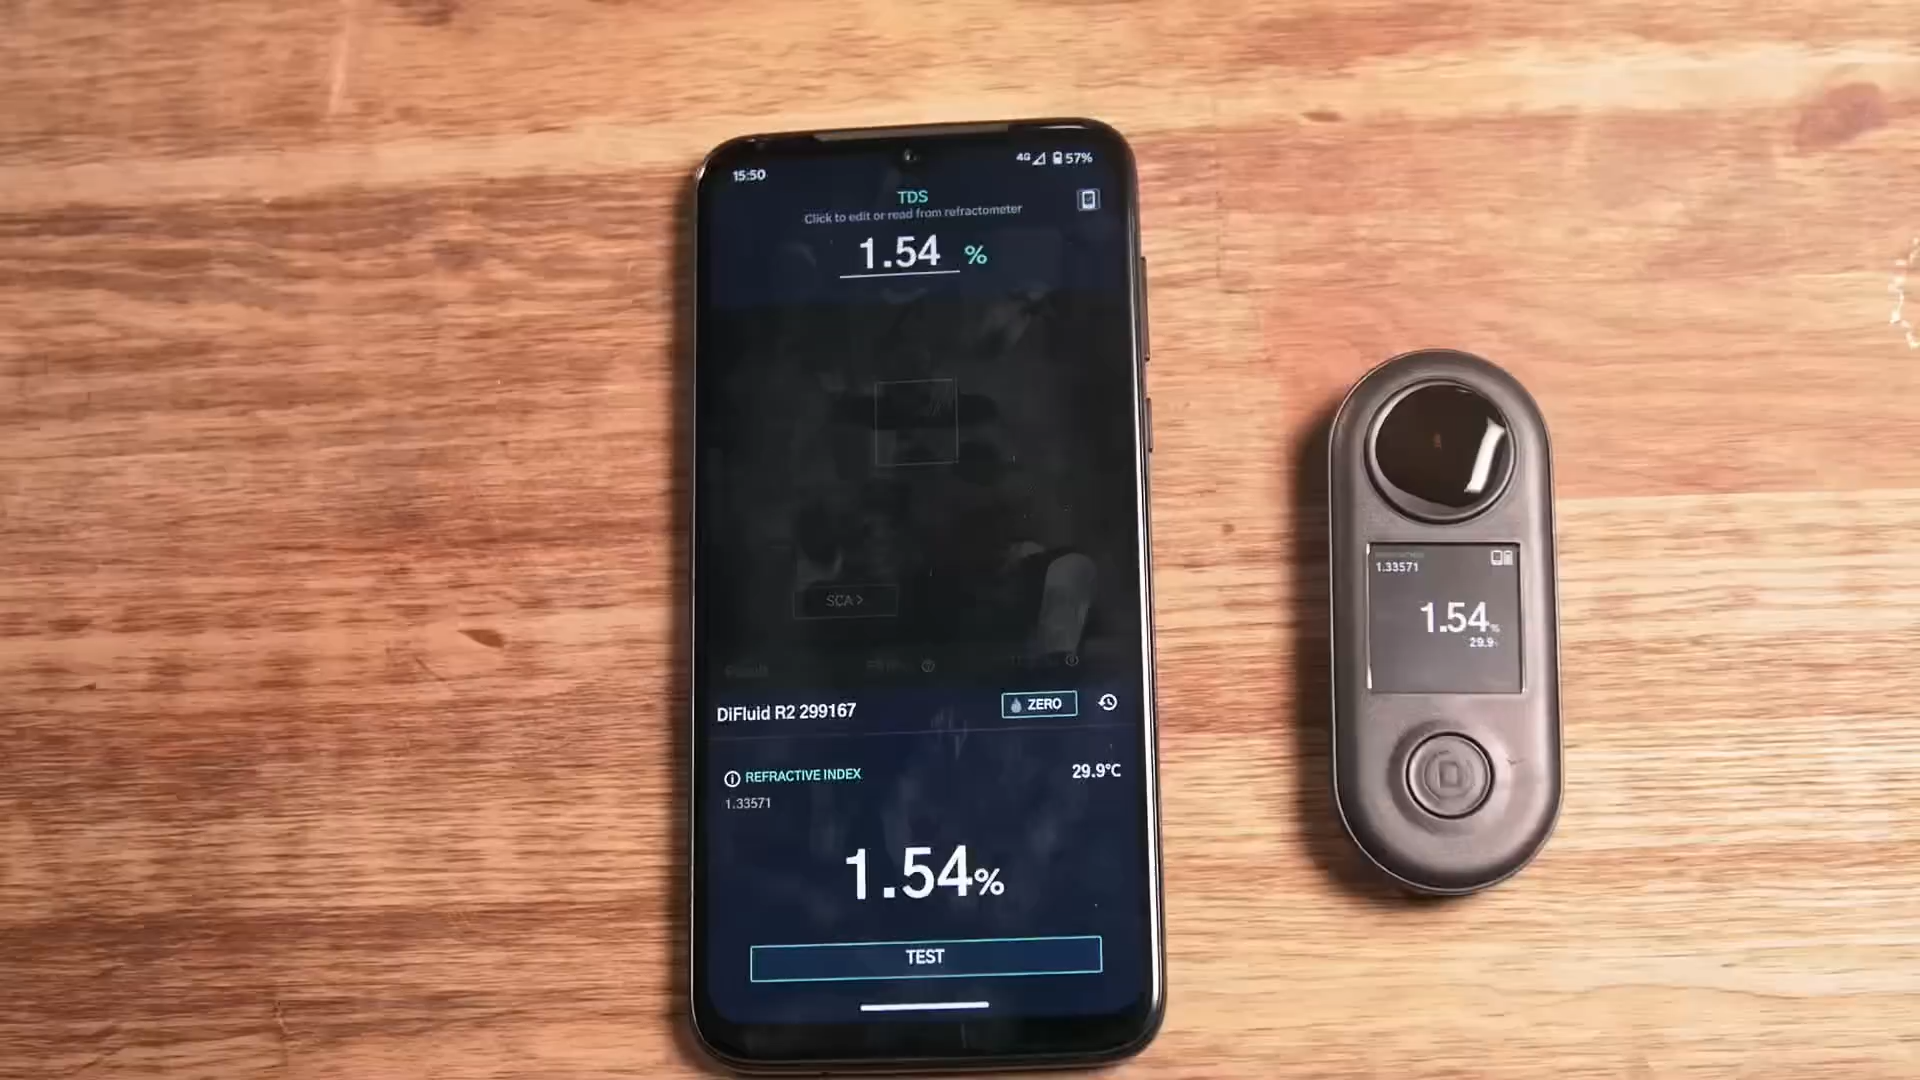 15:50
4G 57%
TDS
Click to edit or read from refractometer
1.54 %
SCA >
DiFluid R2 299167
ZERO
REFRACTIVE INDEX
29.9°C
1.33571
1.54%
TEST
1.33571
1.54%
29.9